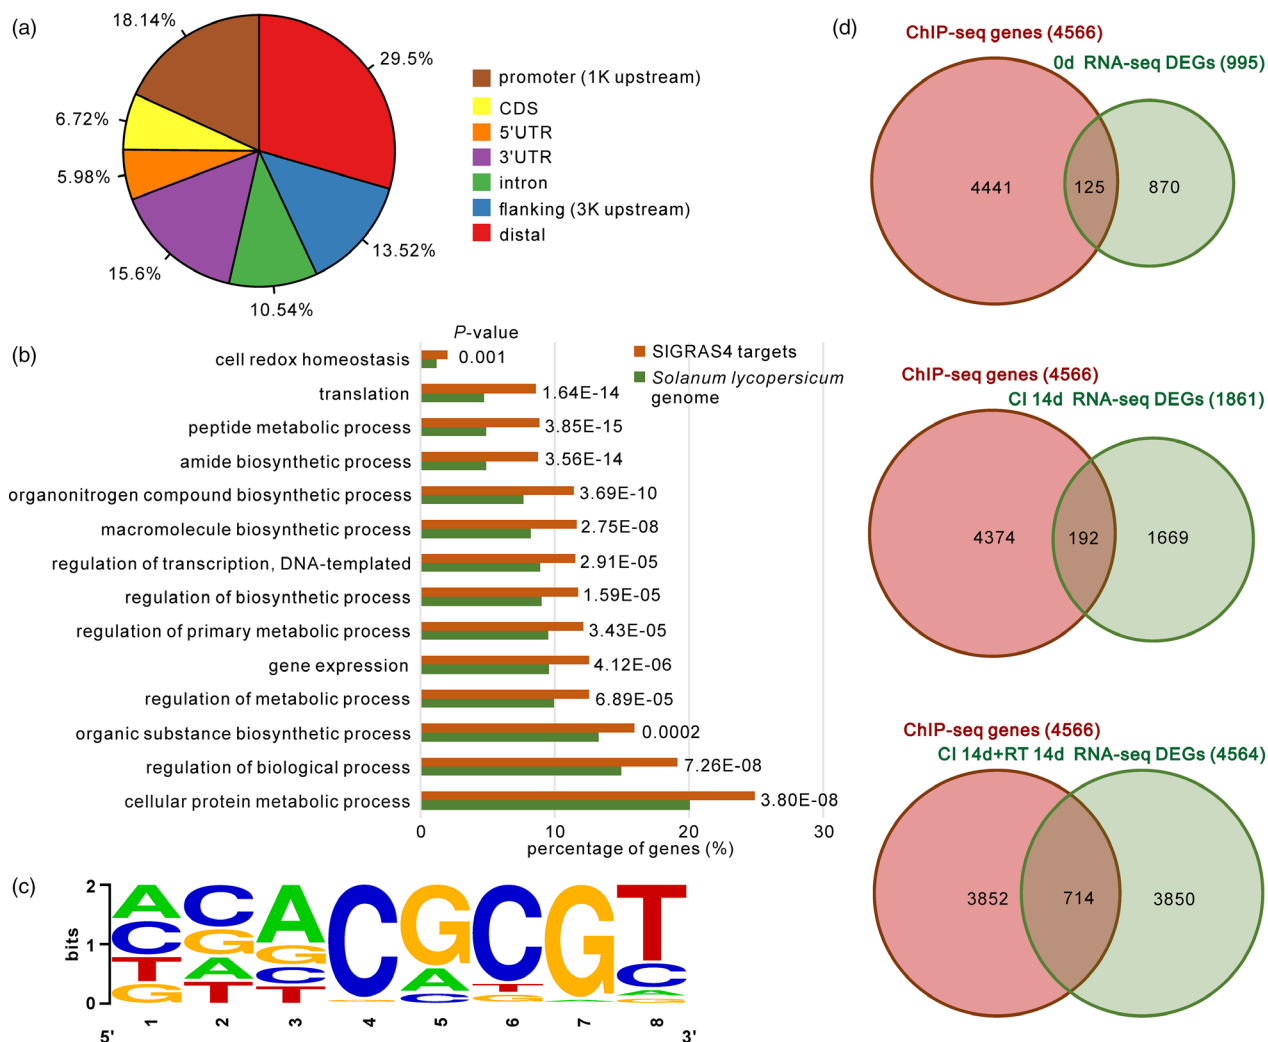 (a)
18.14%
29.5%
6.72%
5.98%
15.6%
10.54%
13.52%
promoter (1K upstream)
CDS
5'UTR
3'UTR
intron
flanking (3K upstream)
distal
(b)
P-value
SlGRAS4 targets
Solanum lycopersicum
genome
cell redox homeostasis 0.001
translation 1.64E-14
peptide metabolic process 3.85E-15
amide biosynthetic process 3.56E-14
organonitrogen compound biosynthetic process 3.69E-10
macromolecule biosynthetic process 2.75E-08
regulation of transcription, DNA-templated 2.91E-05
regulation of biosynthetic process 1.59E-05
regulation of primary metabolic process 3.43E-05
gene expression 4.12E-06
regulation of metabolic process 6.89E-05
organic substance biosynthetic process 0.0002
regulation of biological process 7.26E-08
cellular protein metabolic process 3.80E-08
0 10 20 30
percentage of genes (%)
(c)
bits
2
1
0
A C A C G C G T
C G G A T C
T A C C G A
G T T G
5' 1 2 3 4 5 6 7 8 3'
(d)
ChIP-seq genes (4566)
0d RNA-seq DEGs (995)
4441 125 870
ChIP-seq genes (4566)
CI 14d RNA-seq DEGs (1861)
4374 192 1669
ChIP-seq genes (4566)
CI 14d+RT 14d RNA-seq DEGs (4564)
3852 714 3850